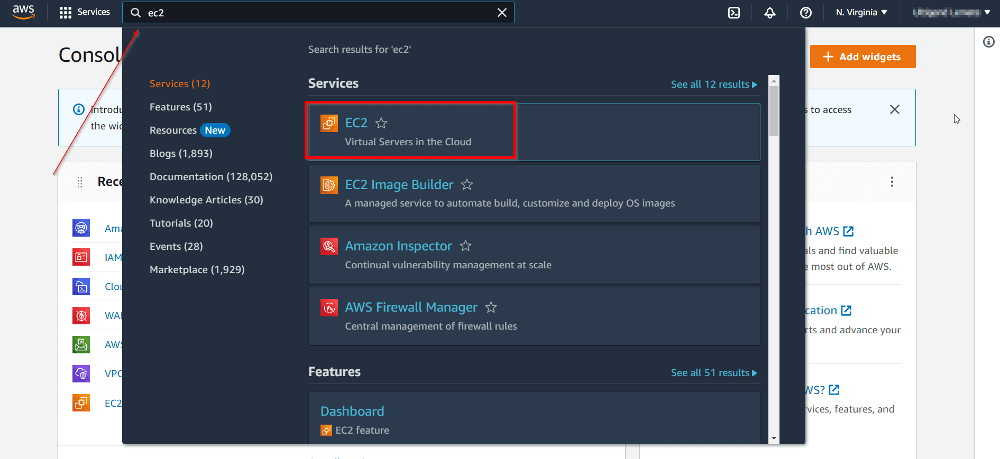 aws
Services
ec2
N. Virginia
Consol
Add widgets
Search results for 'ec2'
Services (12)
Features (51)
Resources New
Blogs (1,893)
Documentation (128,052)
Knowledge Articles (30)
Tutorials (20)
Events (28)
Marketplace (1,929)
Services
See all 12 results
EC2
Virtual Servers in the Cloud
EC2 Image Builder
A managed service to automate build, customize and deploy OS images
Amazon Inspector
Continual vulnerability management at scale
AWS Firewall Manager
Central management of firewall rules
Features
See all 51 results
Dashboard
EC2 feature
Introdu
the wid
s to access
Rece
Ama
IAM
Clou
WAF
AWS
VPC
EC2
h AWS
als and find valuable
e most out of AWS.
cation
rts and advance your
WS?
rvices, features, and